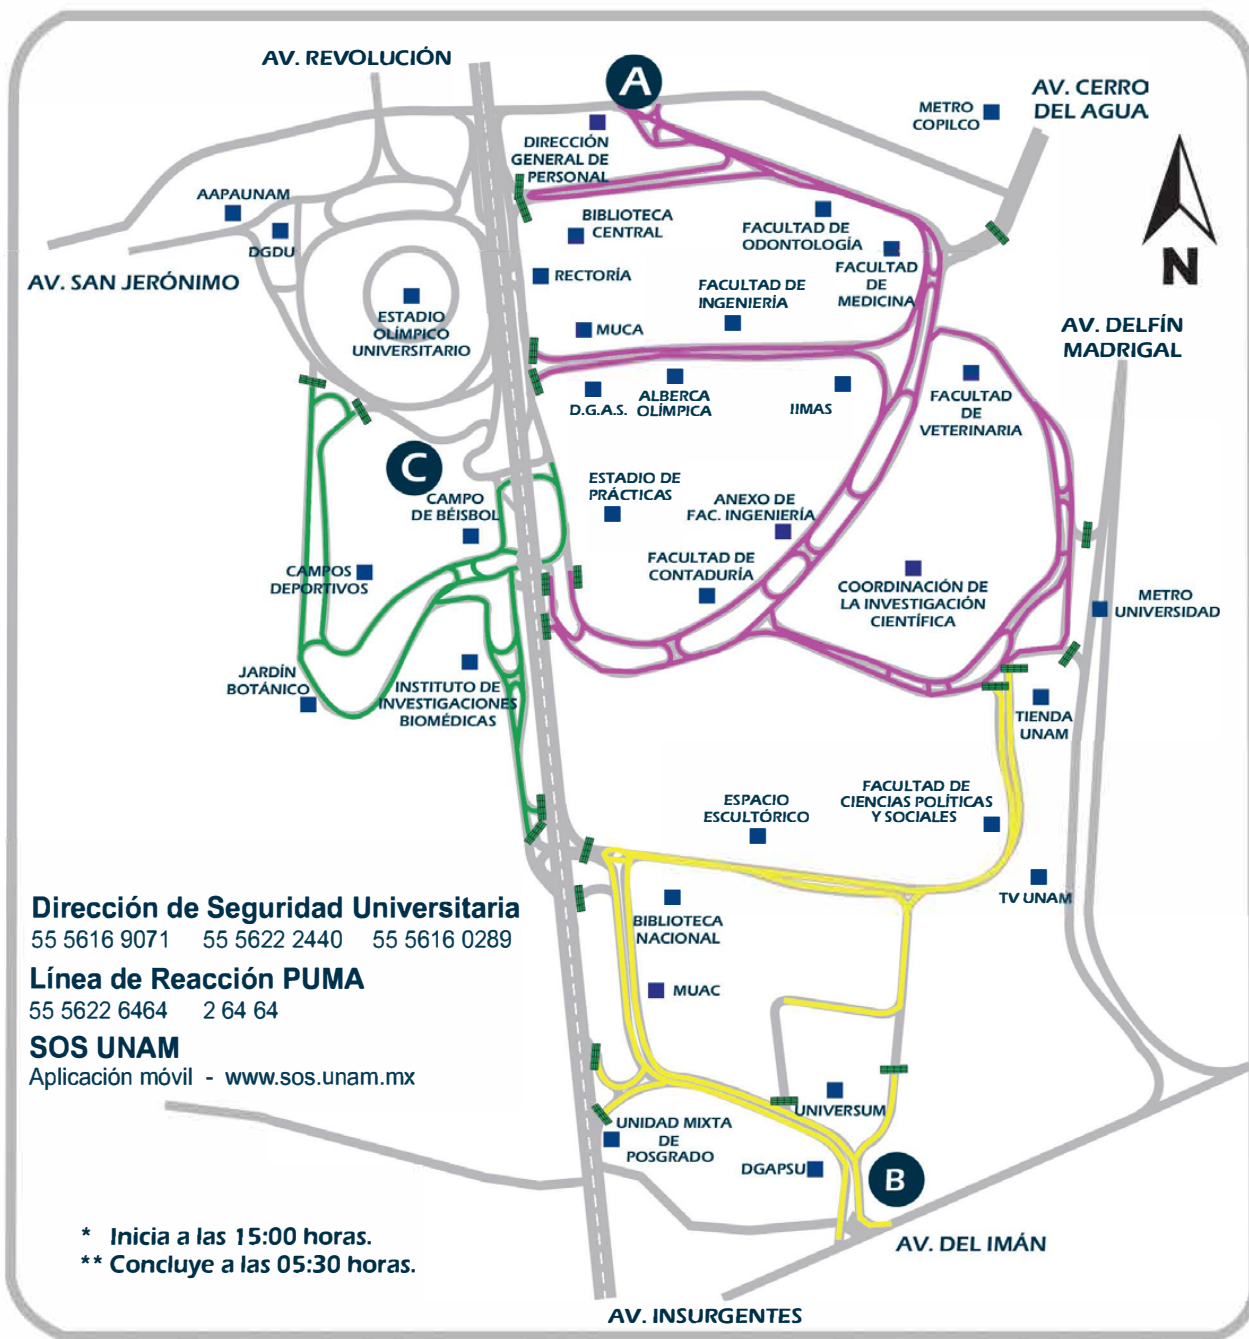 AV. REVOLUCIÓN
A
AV. CERRO
DEL AGUA
METRO
COPILCO
DIRECCIÓN
GENERAL DE
PERSONAL
AAPAUNAM
DGDU
BIBLIOTECA
CENTRAL
FACULTAD DE
ODONTOLOGÍA
FACULTAD
DE
MEDICINA
N
AV. SAN JERÓNIMO
RECTORÍA
FACULTAD DE
INGENIERÍA
ESTADIO
OLÍMPICO
UNIVERSITARIO
MUCA
AV. DELFÍN
MADRIGAL
D.G.A.S.
ALBERCA
OLÍMPICA
IIMAS
FACULTAD
DE
VETERINARIA
C
CAMPO
DE BÉISBOL
ESTADIO DE
PRÁCTICAS
ANEXO DE
FAC. INGENIERÍA
CAMPOS
DEPORTIVOS
FACULTAD DE
CONTADURÍA
COORDINACIÓN DE
LA INVESTIGACIÓN
CIENTÍFICA
METRO
UNIVERSIDAD
JARDÍN
BOTÁNICO
INSTITUTO DE
INVESTIGACIONES
BIOMÉDICAS
TIENDA
UNAM
ESPACIO
ESCULTÓRICO
FACULTAD DE
CIENCIAS POLÍTICAS
Y SOCIALES
TV UNAM
BIBLIOTECA
NACIONAL
MUAC
Dirección de Seguridad Universitaria
55 5616 9071 55 5622 2440 55 5616 0289
Línea de Reacción PUMA
55 5622 6464 2 64 64
SOS UNAM
Aplicación móvil - www.sos.unam.mx
UNIVERSUM
UNIDAD MIXTA
DE
POSGRADO
DGAPSU
B
* Inicia a las 15:00 horas.
** Concluye a las 05:30 horas.
AV. DEL IMÁN
AV. INSURGENTES